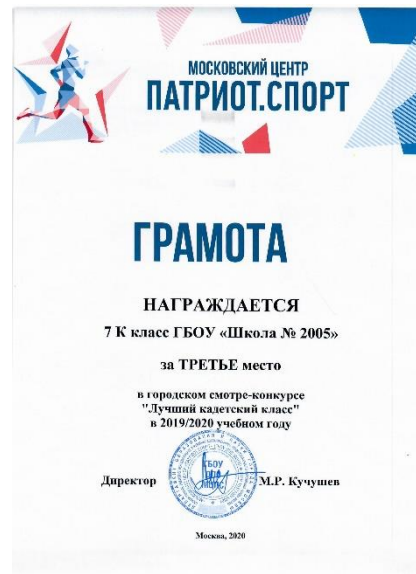 МОСКОВСКИЙ ЦЕНТР
ПАТРИОТ.СПОРТ
ГРАМОТА
НАГРАЖДАЕТСЯ
7 К класс ГБОУ «Школа № 2005»
за ТРЕТЬЕ место
в городском смотре-конкурсе
"Лучший кадетский класс"
в 2019/2020 учебном году
Директор М.Р. Кучушев
Москва, 2020